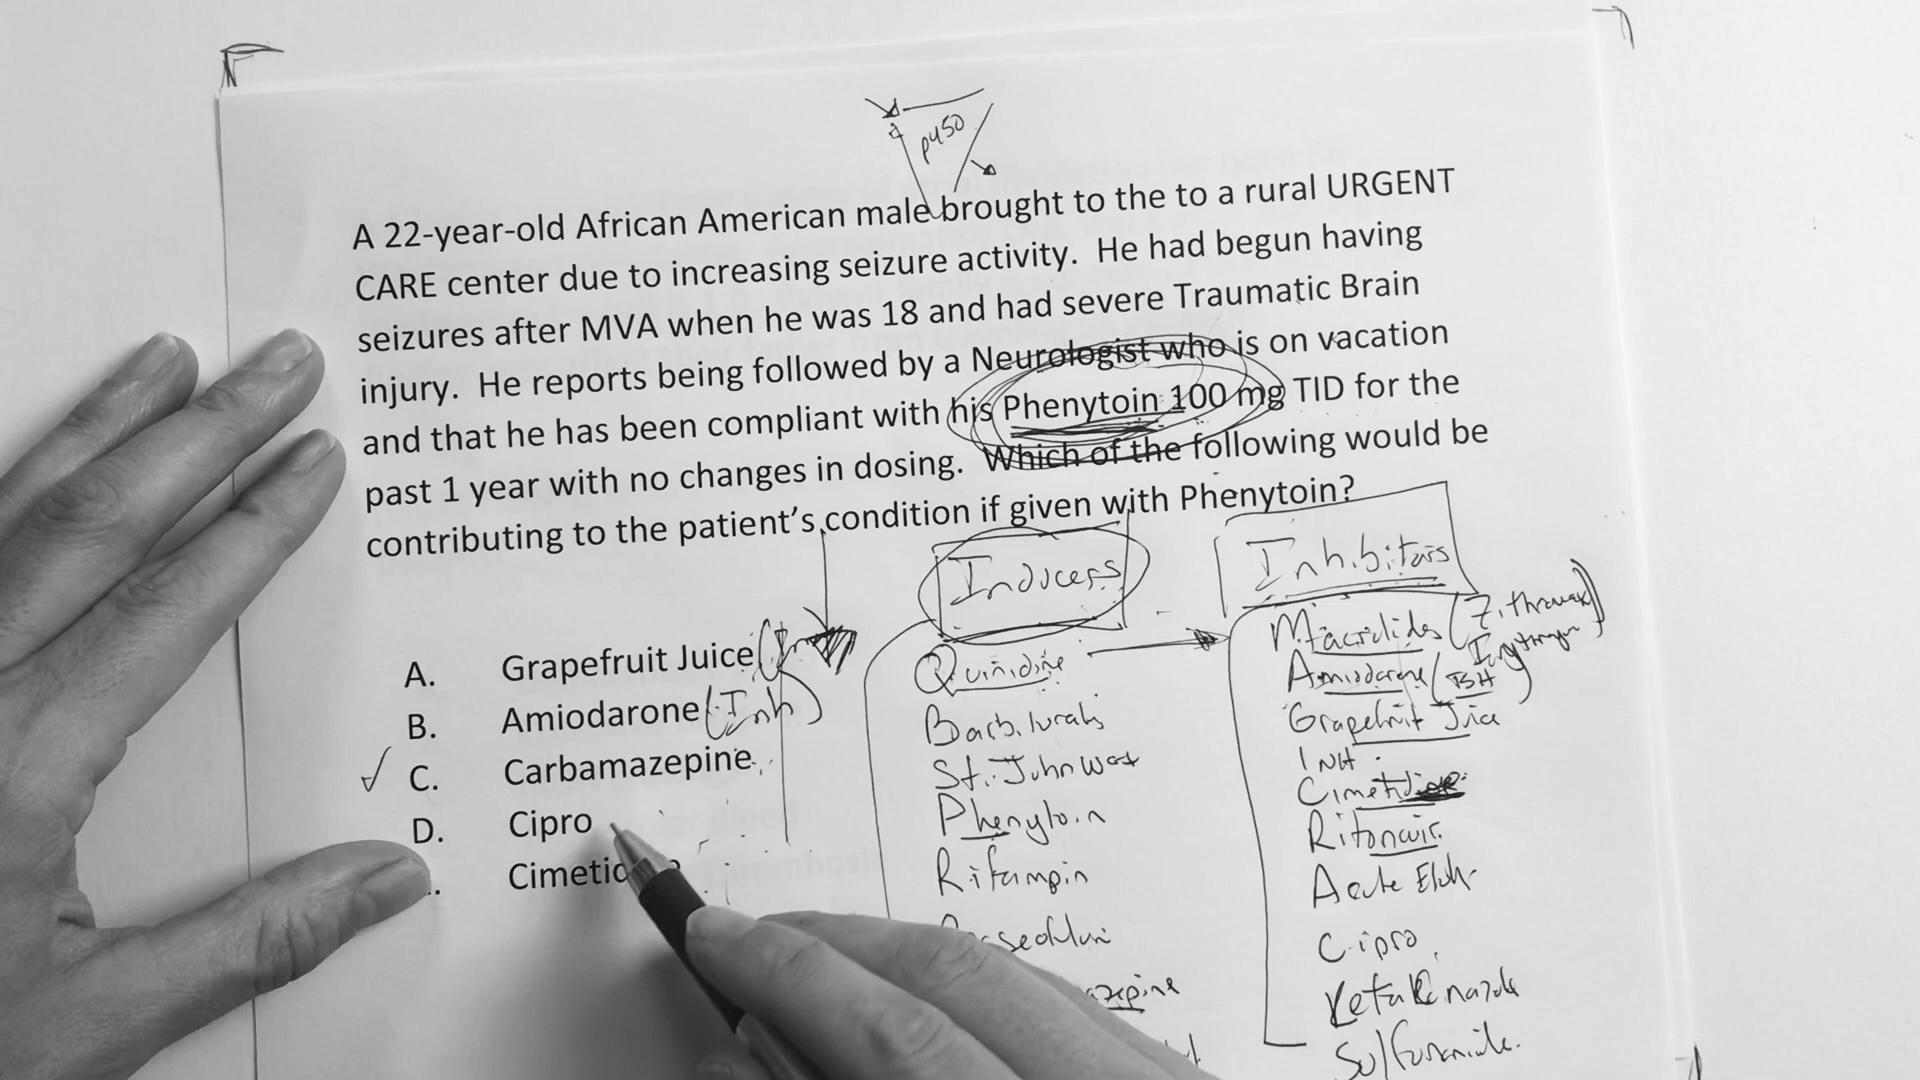 p450
A 22-year-old African American male brought to the to a rural URGENT
CARE center due to increasing seizure activity. He had begun having
seizures after MVA when he was 18 and had severe Traumatic Brain
injury. He reports being followed by a Neurologist who is on vacation
and that he has been compliant with his Phenytoin 100 mg TID for the
past 1 year with no changes in dosing. Which of the following would be
contributing to the patient's condition if given with Phenytoin?
A. Grapefruit Juice
B. Amiodarone (Inh)
✓ C. Carbamazepine
D. Cipro
Cimetid
Inducers
Quinidine
Barbiturats
St. John Wort
Phenytoin
Rifampin
Inhibitors
Macrolides
Amiodarone
Grapefruit Juice
INH
Cimetidine
Ritonavir
Acute
Cipro
Ketakonazole